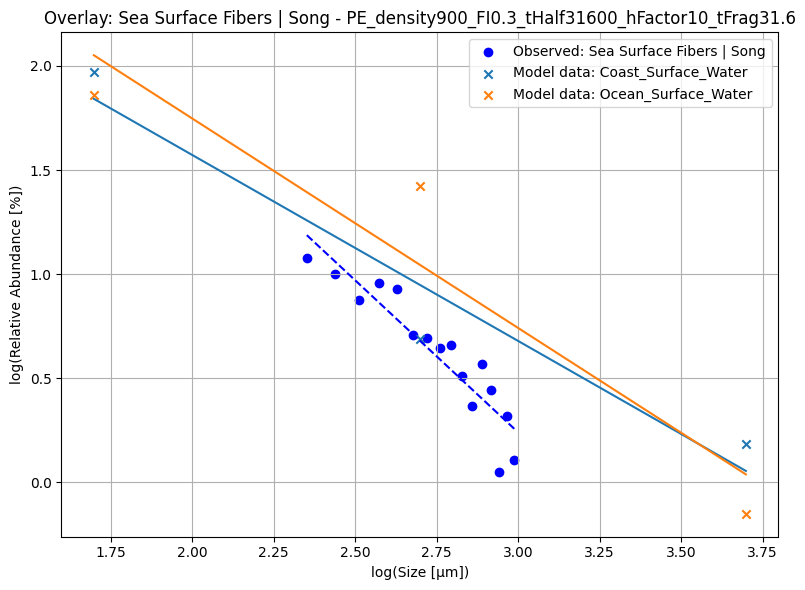 Overlay: Sea Surface Fibers | Song - PE_density900_FI0.3_tHalf31600_hFactor10_tFrag31.6
Observed: Sea Surface Fibers | Song
Model data: Coast_Surface_Water
Model data: Ocean_Surface_Water
log(Relative Abundance [%])
2.0
1.5
1.0
0.5
0.0
1.75 2.00 2.25 2.50 2.75 3.00 3.25 3.50 3.75
log(Size [µm])